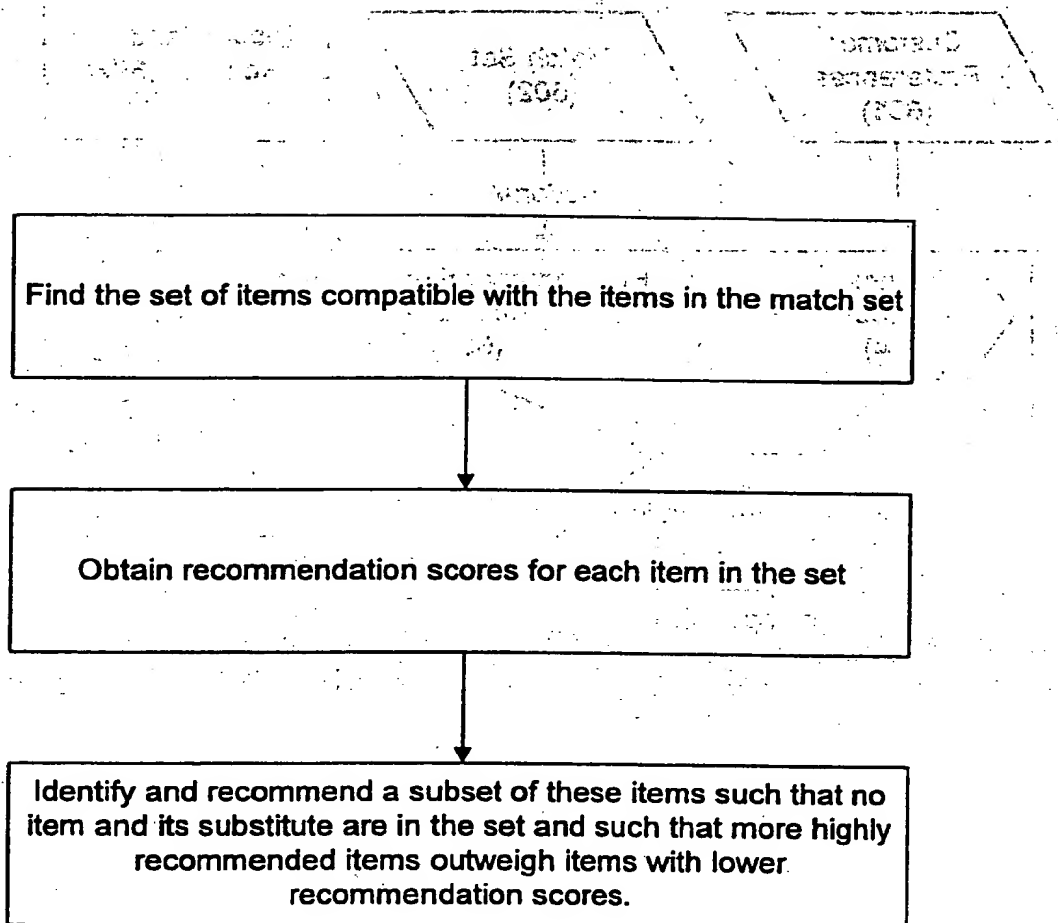 Find the set of items compatible with the items in the match set
Obtain recommendation scores for each item in the set
Identify and recommend a subset of these items such that no
item and its substitute are in the set and such that more highly
recommended items outweigh items with lower
recommendation scores.